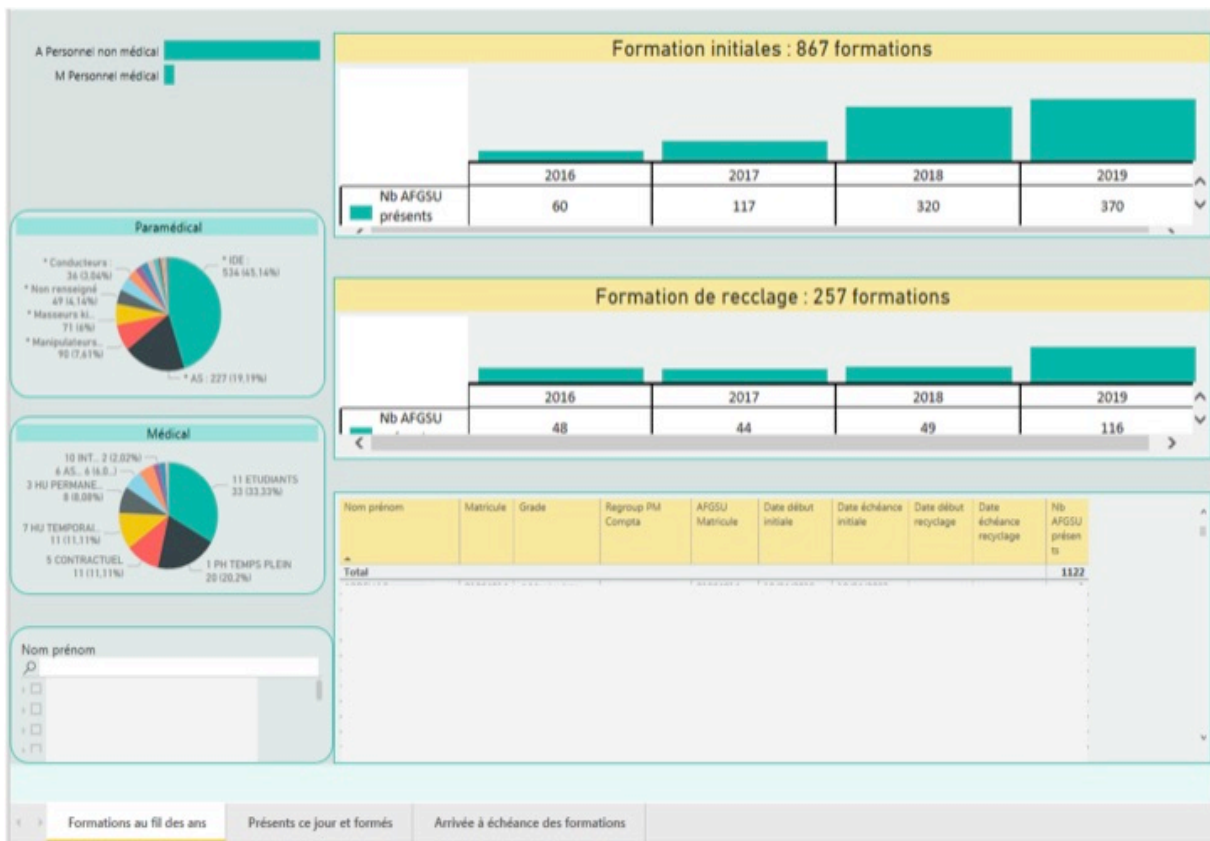 A Personnel non médical
M Personnel médical
Formation initiales : 867 formations
2016 2017 2018 2019
Nb AFGSU
présents
60 117 320 370
Paramédical
* Conducteurs :
36 (3,04%)
* Non renseigné
49 (4,14%)
* Masseurs ki...
71 (6%)
* Manipulateurs...
90 (7,61%)
* IDE :
534 (45,14%)
* AS : 227 (19,19%)
Formation de recclage : 257 formations
2016 2017 2018 2019
Nb AFGSU
48 44 49 116
Médical
10 INT... 2 (2,02%)
6 AS... 6 (6,0...)
3 HU PERMANE...
8 (8,08%)
7 HU TEMPORAI...
11 (11,11%)
5 CONTRACTUEL
11 (11,11%)
11 ETUDIANTS
33 (33,33%)
1 PH TEMPS PLEIN
20 (20,2%)
Nom prénom Matricule Grade Regroup PM AFGSU Date début Date échéance Date début Date Nb
Compta Matricule initiale initiale recyclage échéance AFGSU
recyclage présen
ts
Total 1122
Nom prénom
Formations au fil des ans Présents ce jour et formés Arrivée à échéance des formations